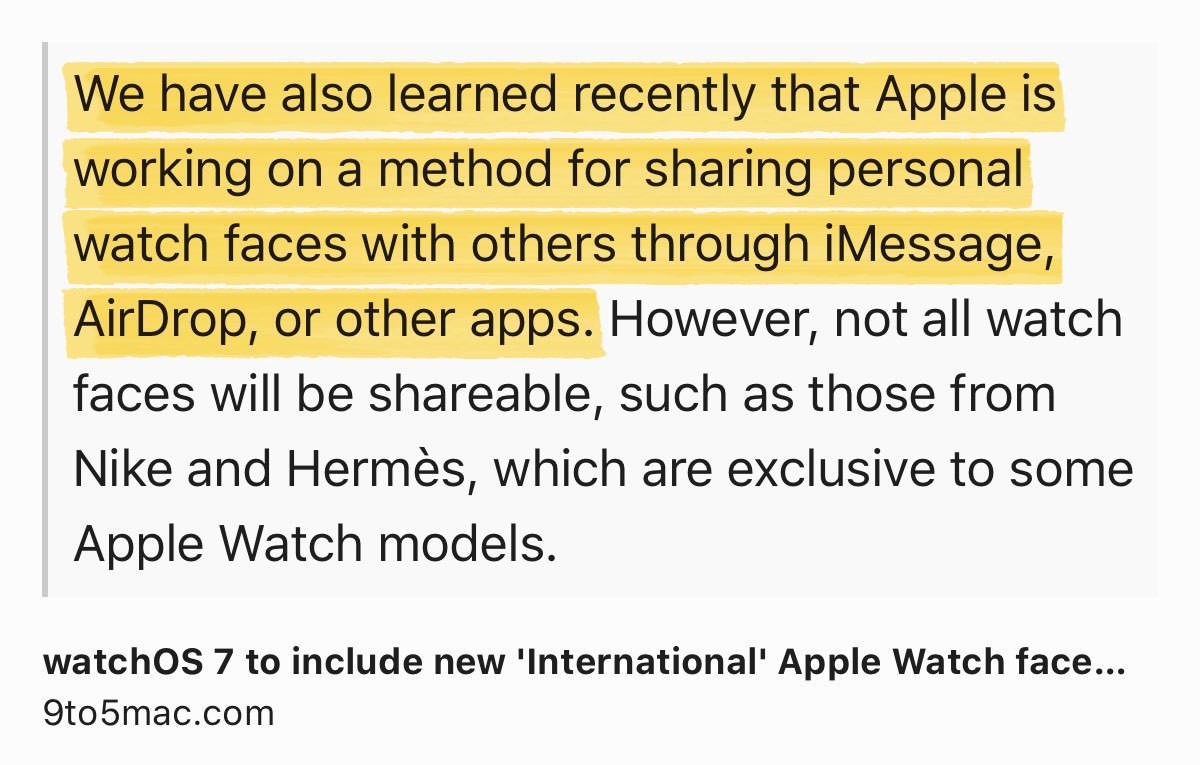 We have also learned recently that Apple is
working on a method for sharing personal
watch faces with others through iMessage,
AirDrop, or other apps. However, not all watch
faces will be shareable, such as those from
Nike and Hermès, which are exclusive to some
Apple Watch models.
watchOS 7 to include new 'International' Apple Watch face...
9to5mac.com